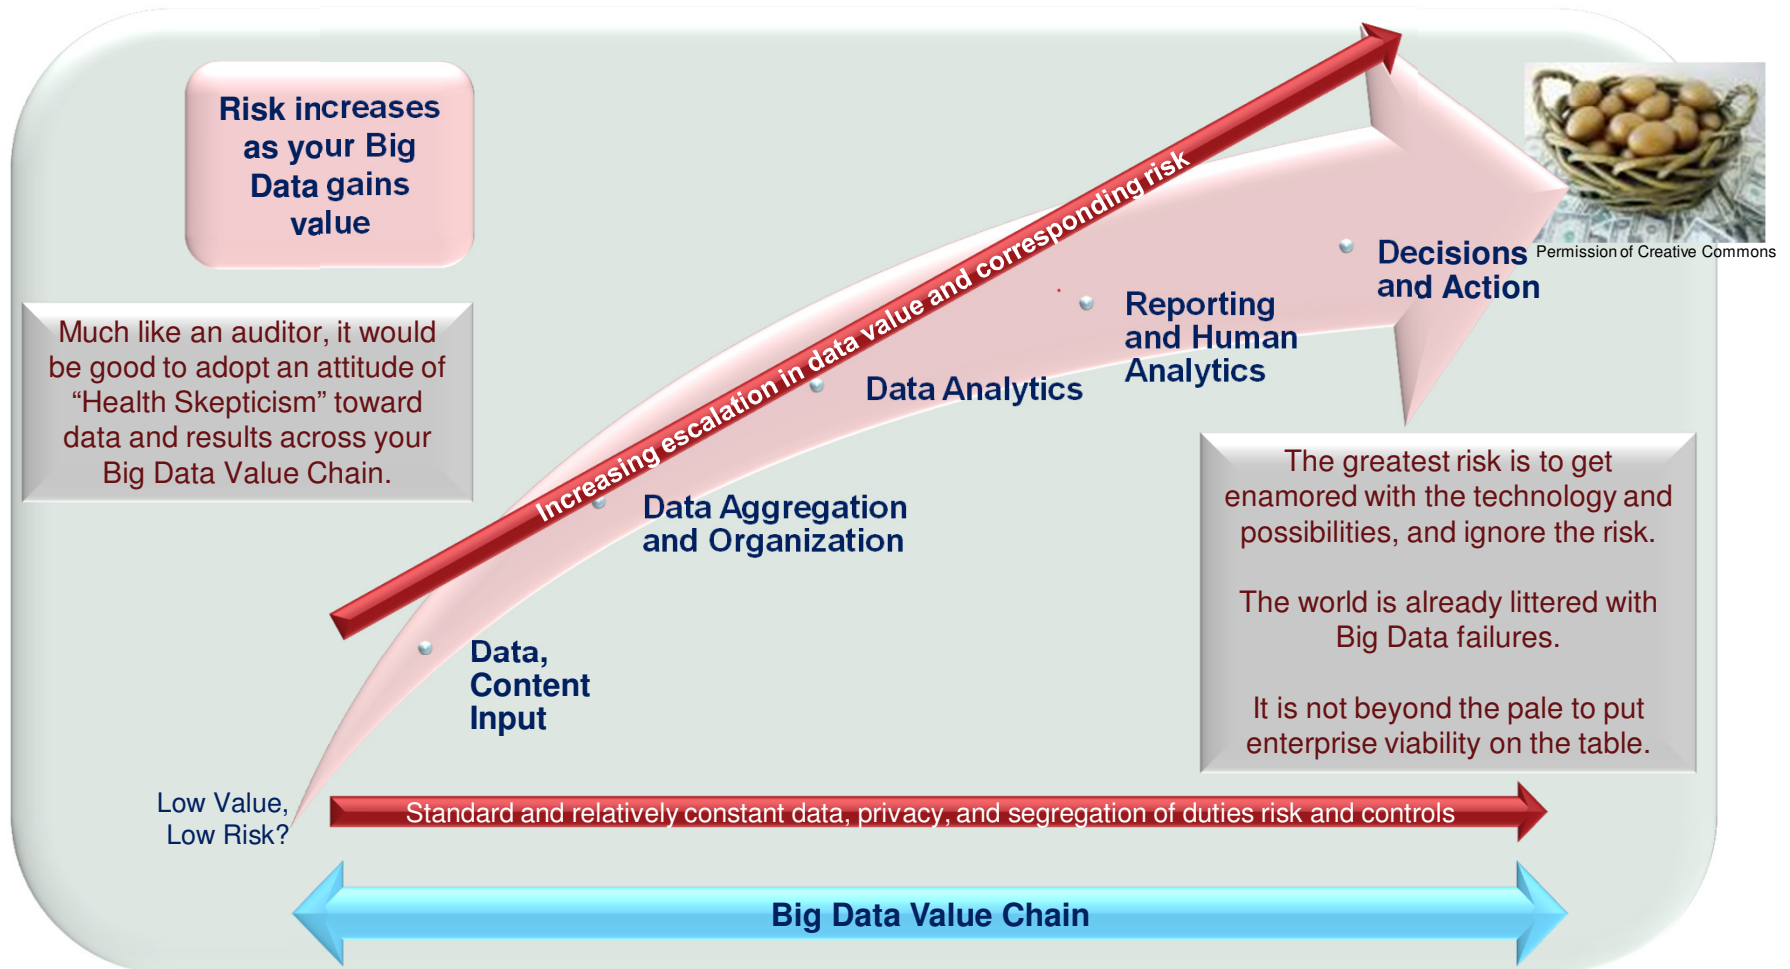 Risk increases
as your Big
Data gains
value
Much like an auditor, it would
be good to adopt an attitude of
“Health Skepticism” toward
data and results across your
Big Data Value Chain.
Increasing escalation in data value and corresponding risk
Permission of Creative Commons
Decisions
and Action
Reporting
and Human
Analytics
Data Analytics
Data Aggregation
and Organization
Data,
Content
Input
The greatest risk is to get
enamored with the technology and
possibilities, and ignore the risk.
The world is already littered with
Big Data failures.
It is not beyond the pale to put
enterprise viability on the table.
Low Value,
Low Risk?
Standard and relatively constant data, privacy, and segregation of duties risk and controls
Big Data Value Chain